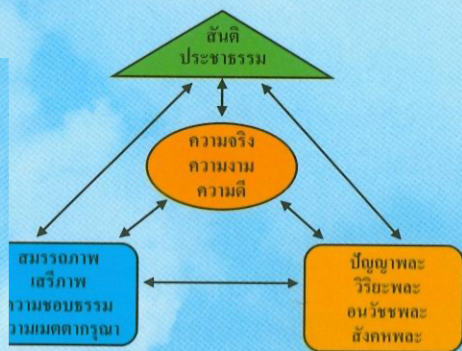 สันติ
ประชาธรรม
ความจริง
ความงาม
ความดี
สมรรถภาพ
เสรีภาพ
ความชอบธรรม
ความเมตตากรุณา
ปัญญาพละ
วิริยะพละ
อนวัชชพละ
สังคหพละ